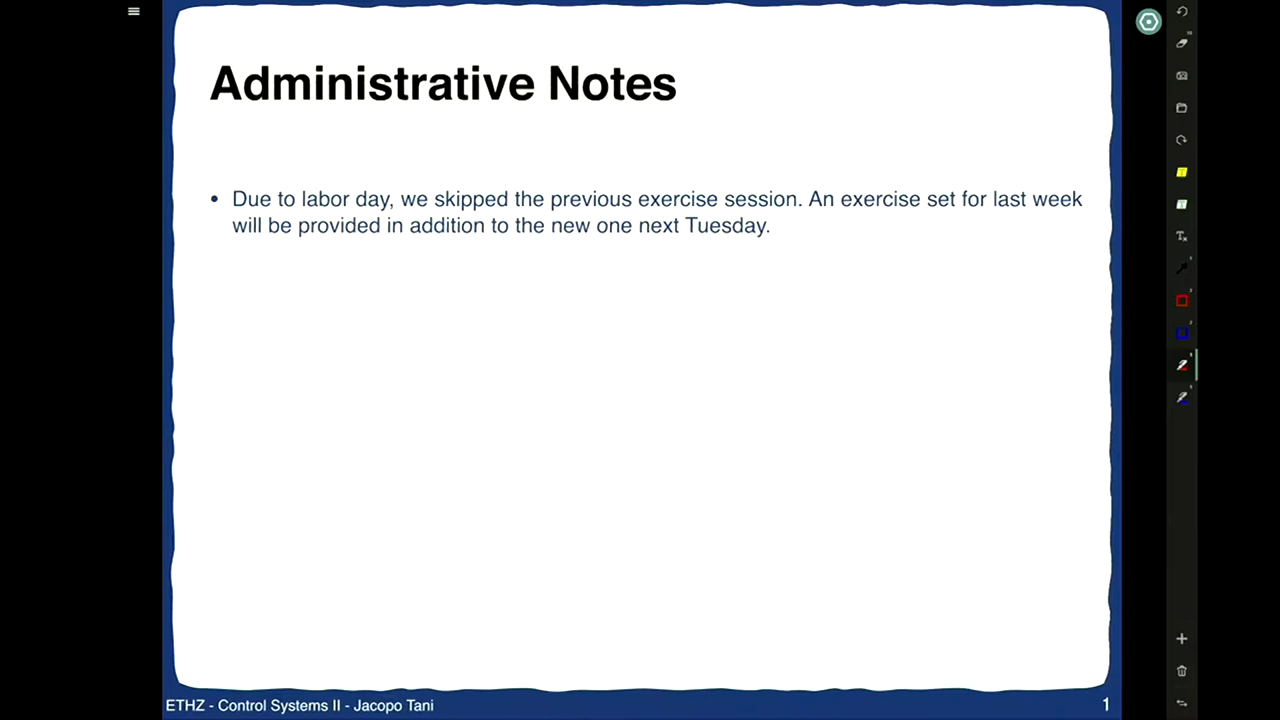 Administrative Notes
• Due to labor day, we skipped the previous exercise session. An exercise set for last week
will be provided in addition to the new one next Tuesday.
ETHZ - Control Systems II - Jacopo Tani
1